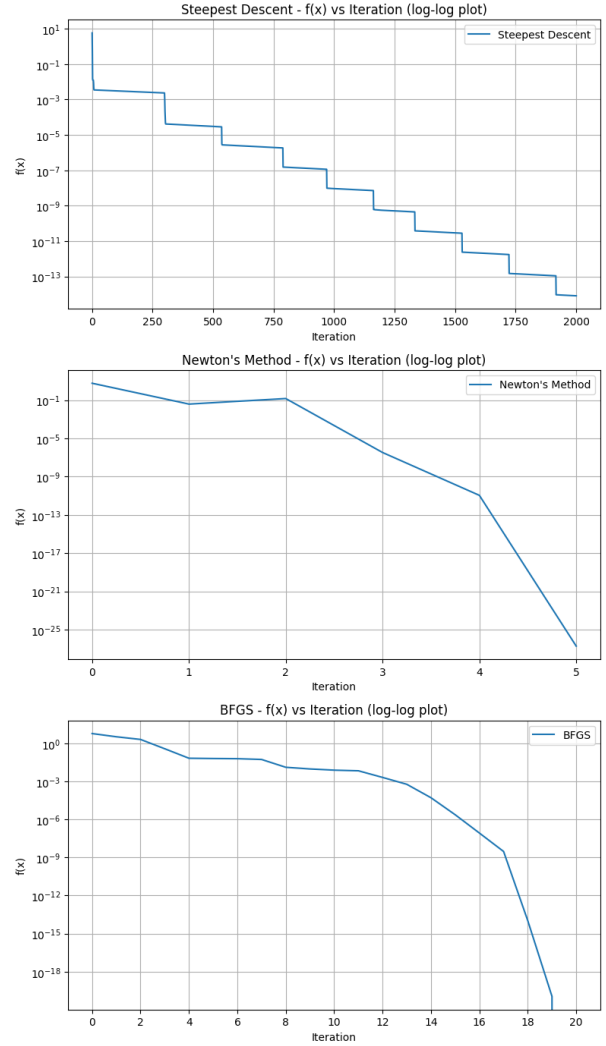 Steepest Descent - f(x) vs Iteration (log-log plot)
Steepest Descent
10¹
10⁻¹
10⁻³
10⁻⁵
10⁻⁷
10⁻⁹
10⁻¹¹
10⁻¹³
f(x)
0 250 500 750 1000 1250 1500 1750 2000
Iteration
Newton's Method - f(x) vs Iteration (log-log plot)
Newton's Method
10⁻¹
10⁻⁵
10⁻⁹
10⁻¹³
10⁻¹⁷
10⁻²¹
10⁻²⁵
f(x)
0 1 2 3 4 5
Iteration
BFGS - f(x) vs Iteration (log-log plot)
BFGS
10⁰
10⁻³
10⁻⁶
10⁻⁹
10⁻¹²
10⁻¹⁵
10⁻¹⁸
f(x)
0 2 4 6 8 10 12 14 16 18 20
Iteration